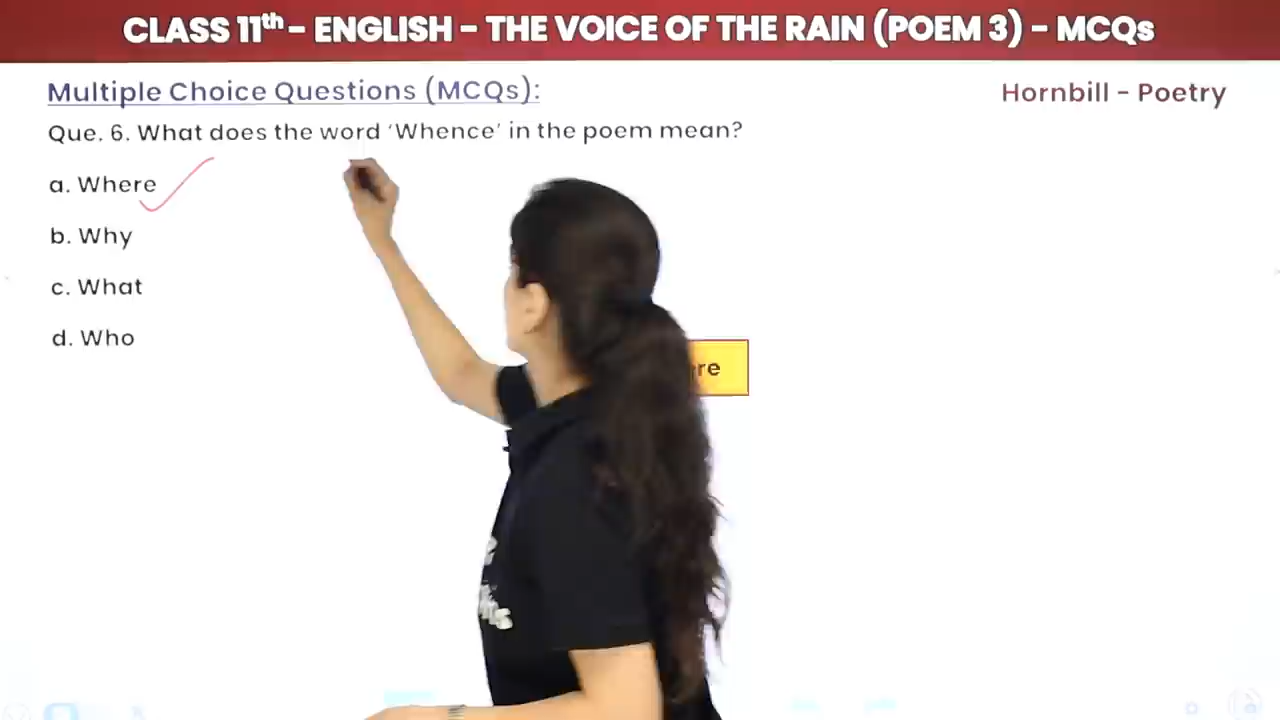 CLASS 11th - ENGLISH - THE VOICE OF THE RAIN (POEM 3) - MCQs
Multiple Choice Questions (MCQs):
Hornbill - Poetry
Que. 6. What does the word ‘Whence’ in the poem mean?
a. Where
b. Why
c. What
d. Who